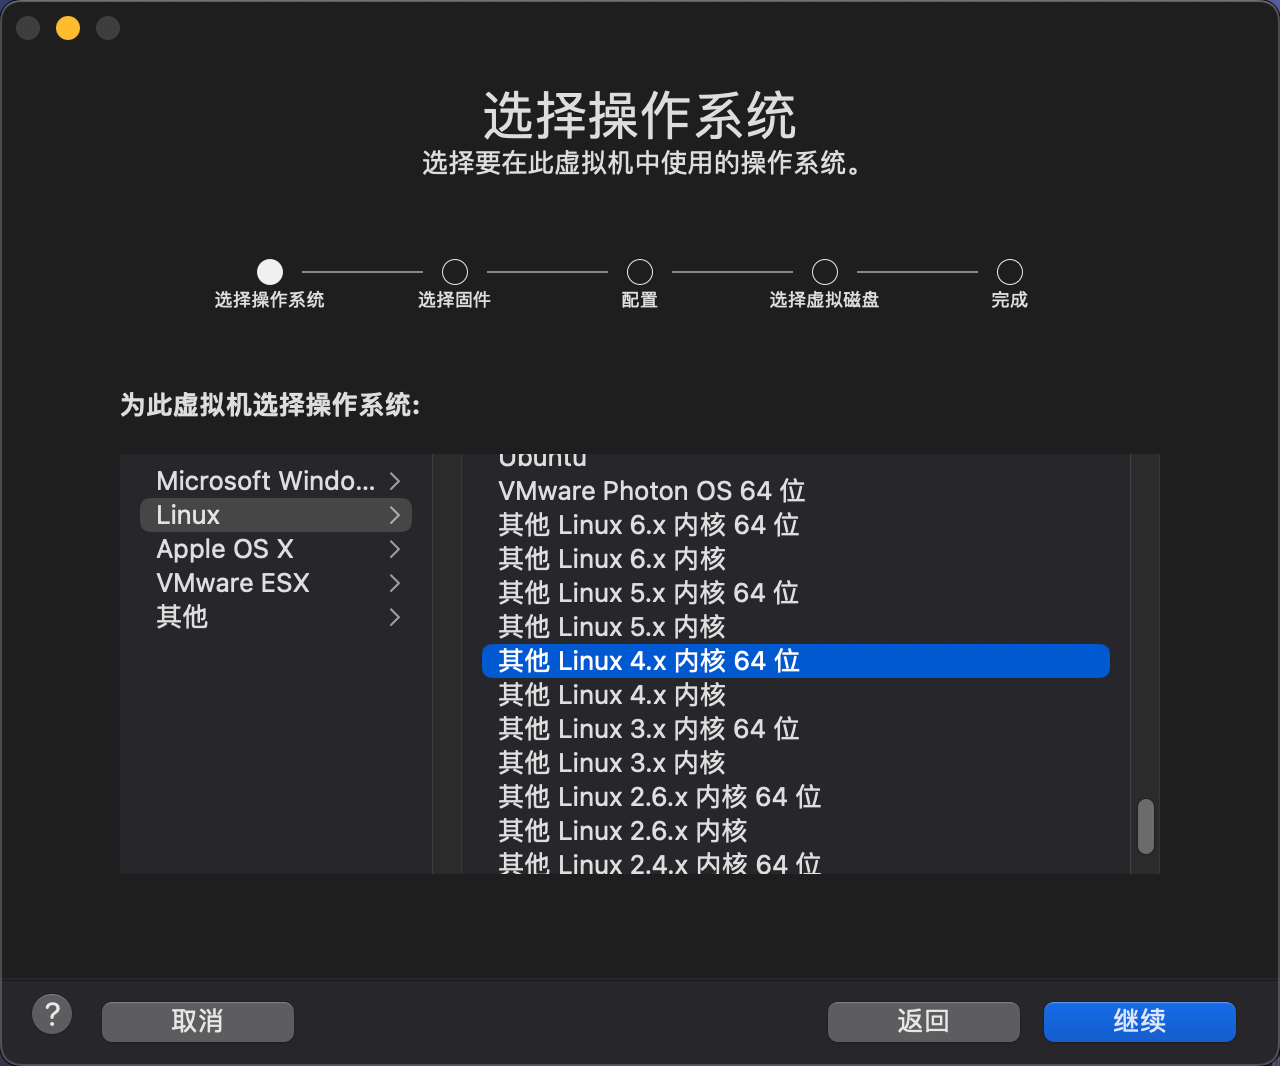 选择操作系统
选择要在此虚拟机中使用的操作系统。
选择操作系统
选择固件
配置
选择虚拟磁盘
完成
为此虚拟机选择操作系统:
Microsoft Windo...
Linux
Apple OS X
VMware ESX
其他
Ubuntu
VMware Photon OS 64 位
其他 Linux 6.x 内核 64 位
其他 Linux 6.x 内核
其他 Linux 5.x 内核 64 位
其他 Linux 5.x 内核
其他 Linux 4.x 内核 64 位
其他 Linux 4.x 内核
其他 Linux 3.x 内核 64 位
其他 Linux 3.x 内核
其他 Linux 2.6.x 内核 64 位
其他 Linux 2.6.x 内核
其他 Linux 2.4.x 内核 64 位
?
取消
返回
继续